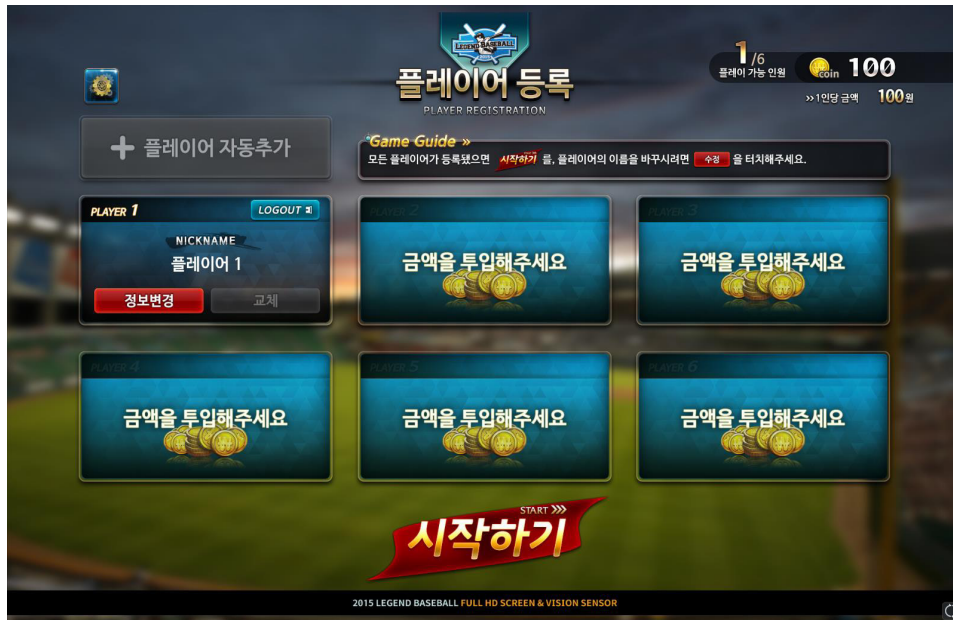 LEGEND BASEBALL
플레이어 등록
PLAYER REGISTRATION
1/6
플레이 가능 인원
coin 100
»1인당 금액 100원
+ 플레이어 자동추가
Game Guide »
모든 플레이어가 등록됐으면 시작하기 를, 플레이어의 이름을 바꾸시려면 수정 을 터치해주세요.
PLAYER 1 LOGOUT
NICKNAME
플레이어 1
정보변경 교체
PLAYER 2
금액을 투입해주세요
PLAYER 3
금액을 투입해주세요
PLAYER 4
금액을 투입해주세요
PLAYER 5
금액을 투입해주세요
PLAYER 6
금액을 투입해주세요
START »»
시작하기
2015 LEGEND BASEBALL FULL HD SCREEN & VISION SENSOR